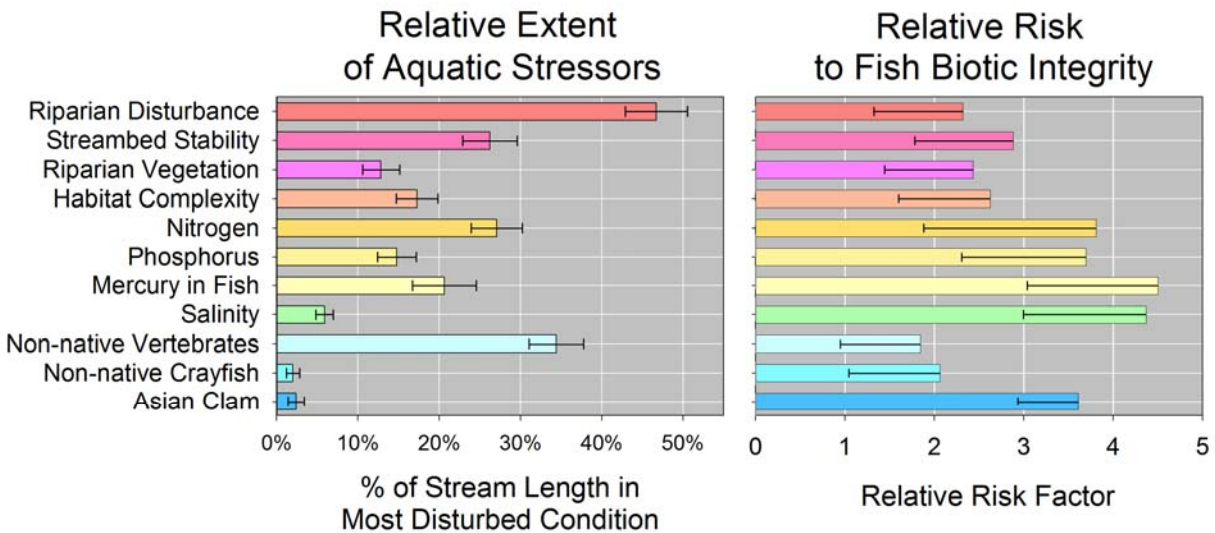 Relative Extent
of Aquatic Stressors
Relative Risk
to Fish Biotic Integrity
Riparian Disturbance
Streambed Stability
Riparian Vegetation
Habitat Complexity
Nitrogen
Phosphorus
Mercury in Fish
Salinity
Non-native Vertebrates
Non-native Crayfish
Asian Clam
0% 10% 20% 30% 40% 50%
0 1 2 3 4 5
% of Stream Length in
Most Disturbed Condition
Relative Risk Factor